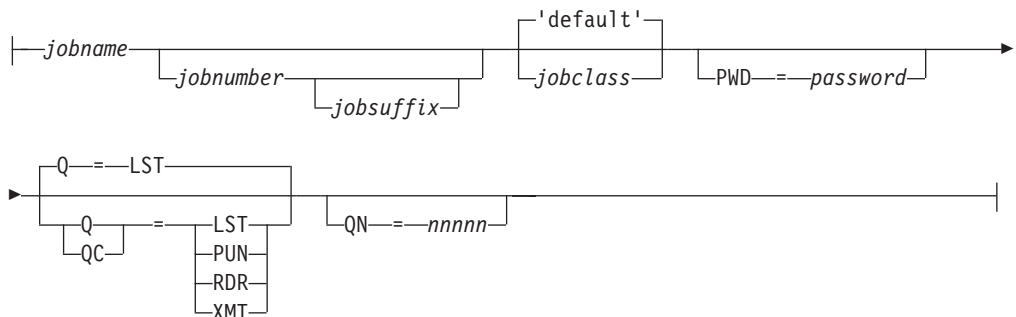 'default'
jobname
jobnumber
jobsuffix
jobclass
PWD = password
Q = LST
Q = LST
QC
PUN
RDR
XMT
QN = nnnnn